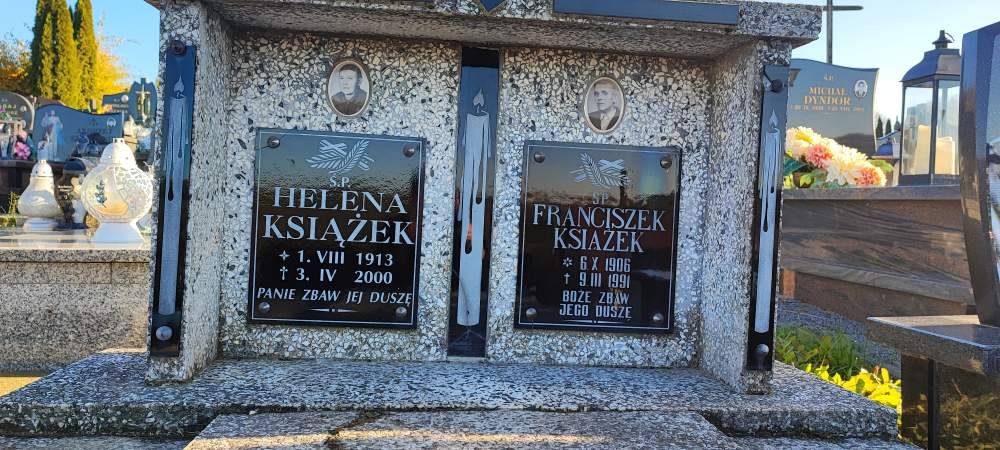 Ś.P.
HELENA
KSIĄŻEK
1. VIII 1913
† 3. IV 2000
PANIE ZBAW JEJ DUSZĘ
ŚP
FRANCISZEK
KSIĄŻEK
* 6 X 1906
† 9 III 1991
BOŻE ZBAW
JEGO DUSZĘ
Ś.P.
MICHAŁ
DYNDOR